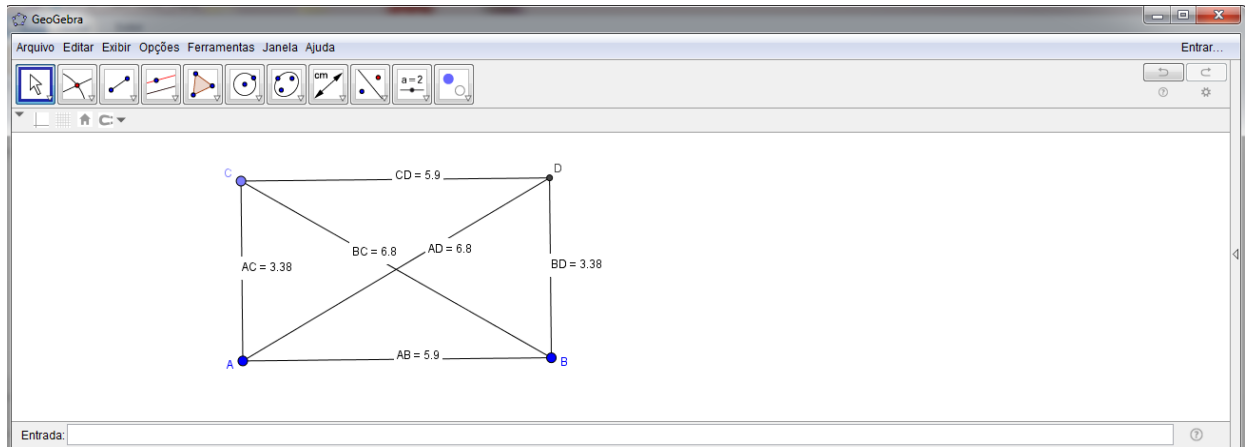 GeoGebra
Arquivo Editar Exibir Opções Ferramentas Janela Ajuda Entrar...
cm a = 2
C D
CD = 5.9
BC = 6.8 AD = 6.8
AC = 3.38 BD = 3.38
AB = 5.9
A B
Entrada: